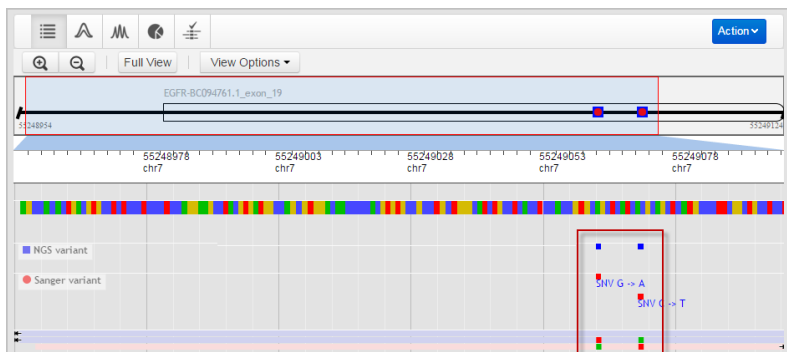 Action
Full View
View Options
EGFR-BC094761.1_exon_19
55248954
55249124
55248978 55249003 55249028 55249053 55249078
chr7 chr7 chr7 chr7 chr7
NGS variant
Sanger variant
SNV G -> A
SNV C -> T